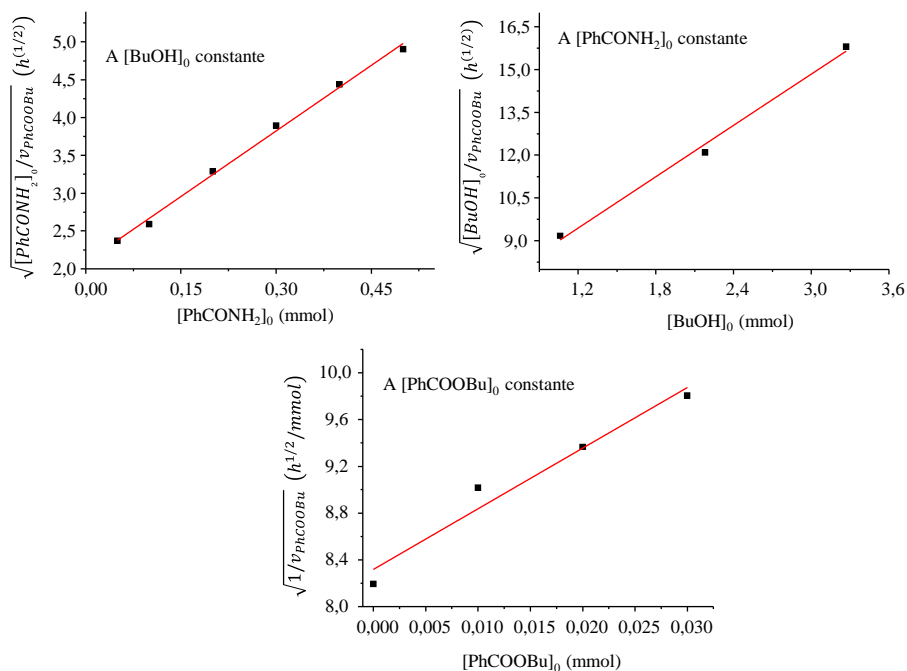 A [BuOH]₀ constante
√[PhCONH₂]₀/v_PhCOOBu (h^(1/2))
5,0
4,5
4,0
3,5
3,0
2,5
2,0
0,00 0,15 0,30 0,45
[PhCONH₂]₀ (mmol)
A [PhCONH₂]₀ constante
√[BuOH]₀/v_PhCOOBu (h^(1/2))
16,5
15,0
13,5
12,0
10,5
9,0
1,2 1,8 2,4 3,0 3,6
[BuOH]₀ (mmol)
A [PhCOOBu]₀ constante
√1/v_PhCOOBu (h^1/2/mmol)
10,0
9,6
9,2
8,8
8,4
8,0
0,000 0,005 0,010 0,015 0,020 0,025 0,030
[PhCOOBu]₀ (mmol)